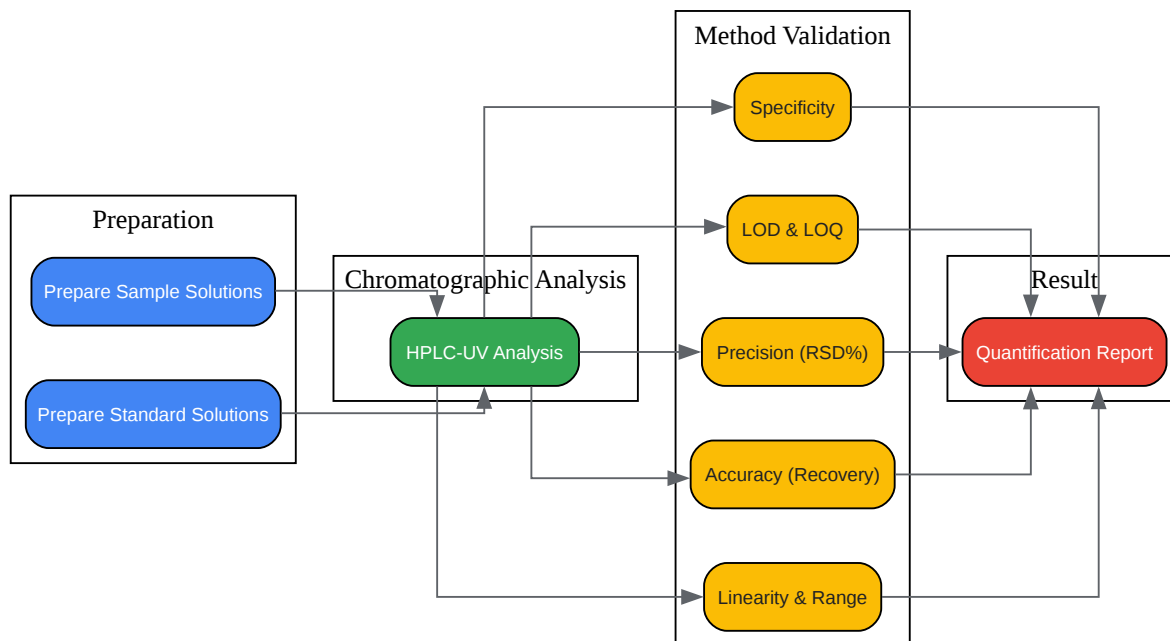 Preparation
Prepare Sample Solutions
Prepare Standard Solutions
Chromatographic Analysis
HPLC-UV Analysis
Method Validation
Specificity
LOD & LOQ
Precision (RSD%)
Accuracy (Recovery)
Linearity & Range
Result
Quantification Report